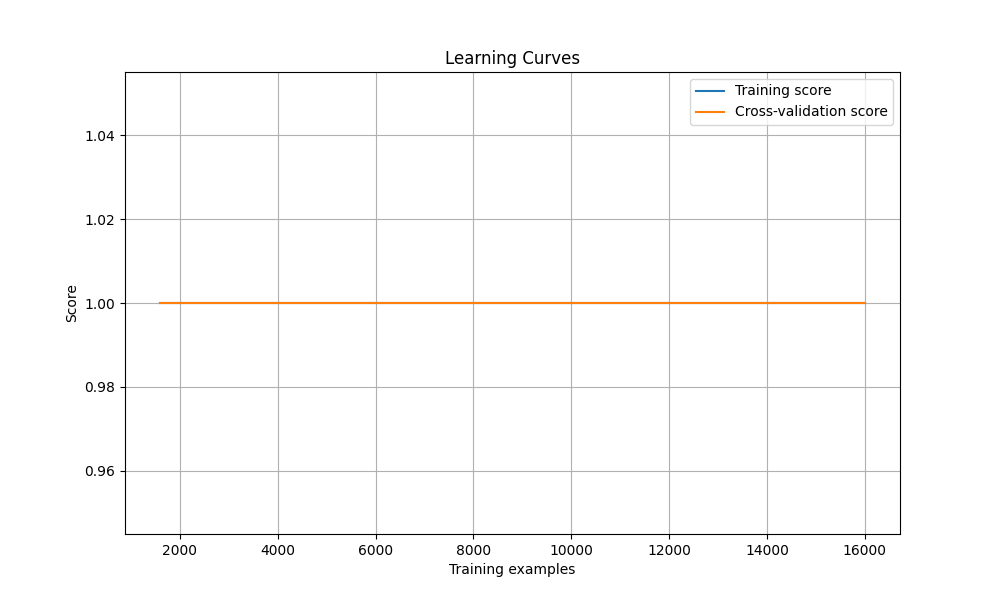 Learning Curves
Training score
Cross-validation score
1.04
1.02
1.00
0.98
0.96
Score
2000 4000 6000 8000 10000 12000 14000 16000
Training examples